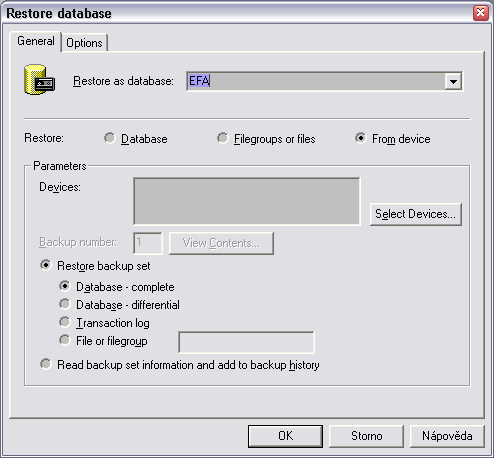 Restore database
General Options
Restore as database: EFA
Restore: Database Filegroups or files From device
Parameters
Devices:
Select Devices...
Backup number: 1 View Contents...
Restore backup set
Database - complete
Database - differential
Transaction log
File or filegroup
Read backup set information and add to backup history
OK Storno Nápověda